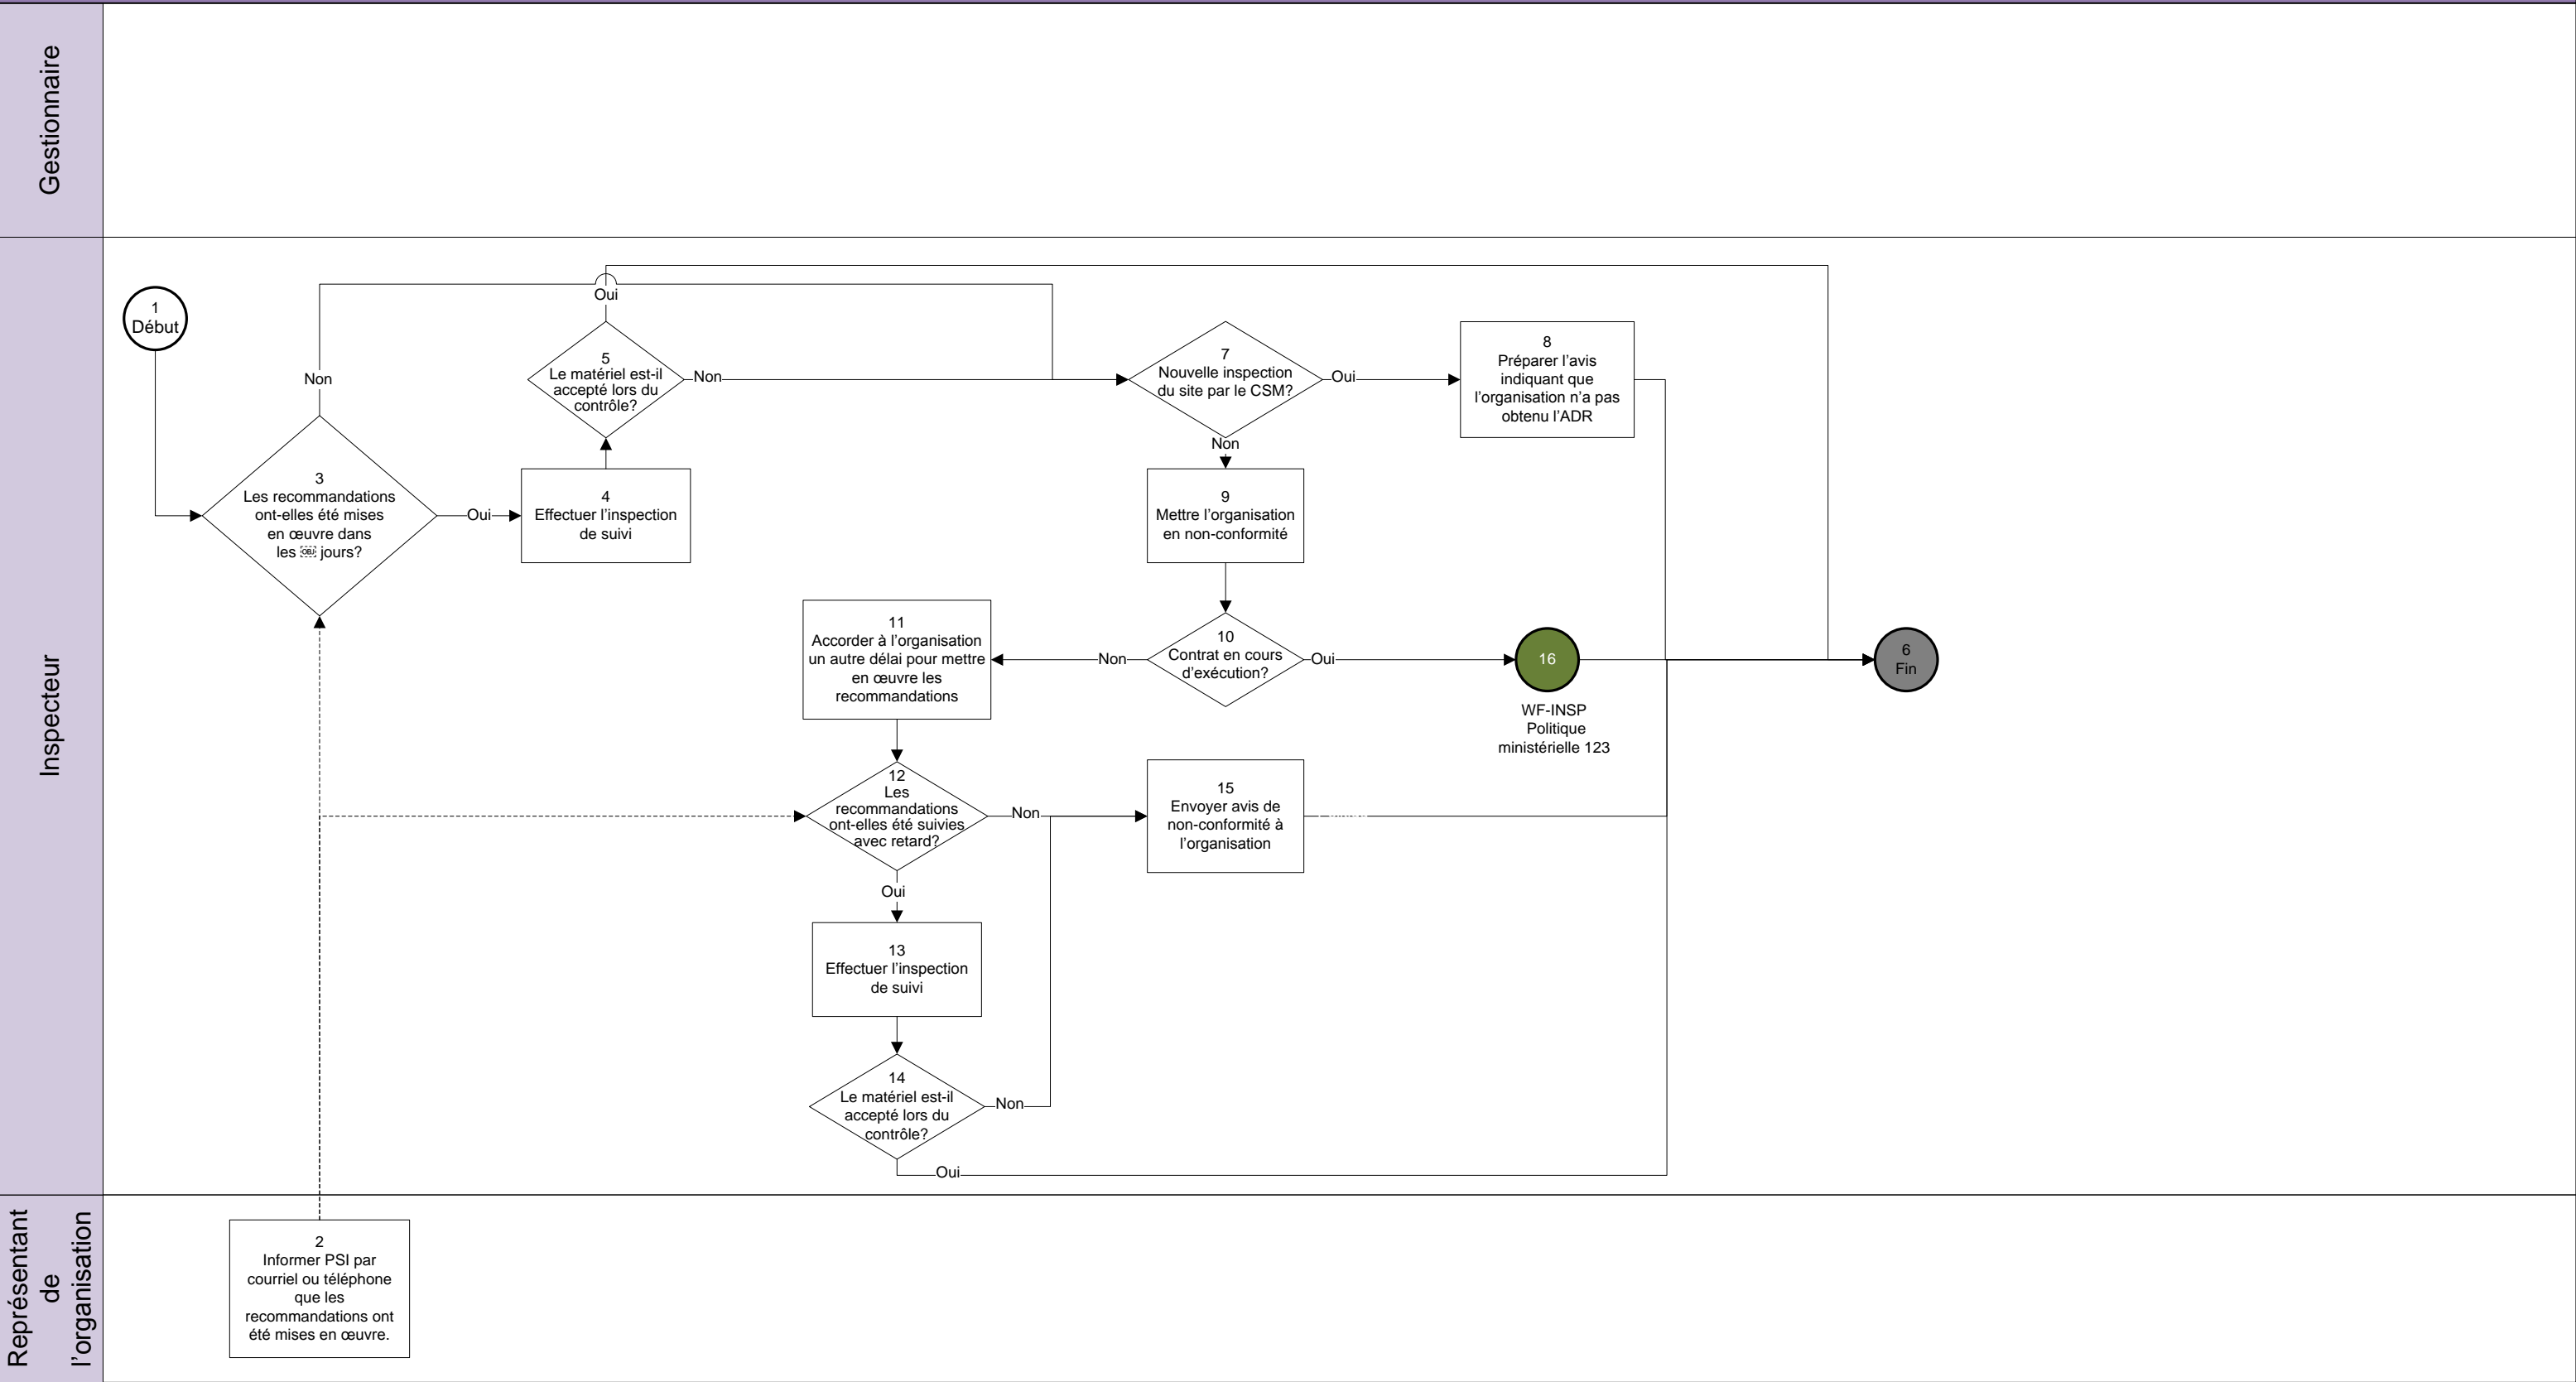 Gestionnaire
Inspecteur
Représentant
de
l'organisation
1
Début
Non
3
Les recommandations
ont-elles été mises
en œuvre dans
les ￼ jours?
Oui
4
Effectuer l'inspection
de suivi
Oui
5
Le matériel est-il
accepté lors du
contrôle?
Non
7
Nouvelle inspection
du site par le CSM?
Oui
Non
8
Préparer l'avis
indiquant que
l'organisation n'a pas
obtenu l'ADR
9
Mettre l'organisation
en non-conformité
10
Contrat en cours
d'exécution?
Non
Oui
11
Accorder à l'organisation
un autre délai pour mettre
en œuvre les
recommandations
16
WF-INSP
Politique
ministérielle 123
6
Fin
12
Les
recommandations
ont-elles été suivies
avec retard?
Non
Oui
15
Envoyer avis de
non-conformité à
l'organisation
13
Effectuer l'inspection
de suivi
14
Le matériel est-il
accepté lors du
contrôle?
Non
Oui
2
Informer PSI par
courriel ou téléphone
que les
recommandations ont
été mises en œuvre.